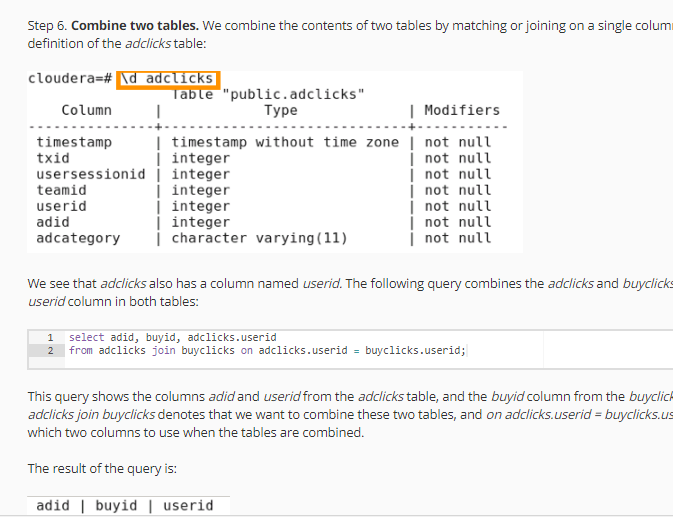 Step 6. Combine two tables. We combine the contents of two tables by matching or joining on a single
definition of the adclicks table:
cloudera=# \d adclicks
Table "public.adclicks"
Column | Type | Modifiers
-----------------+-----------------------------+-----------
timestamp | timestamp without time zone | not null
txid | integer | not null
usersessionid | integer | not null
teamid | integer | not null
userid | integer | not null
adid | integer | not null
adcategory | character varying(11) | not null
We see that adclicks also has a column named userid. The following query combines the adclicks and buyclicks
userid column in both tables:
1 select adid, buyid, adclicks.userid
2 from adclicks join buyclicks on adclicks.userid = buyclicks.userid;
This query shows the columns adid and userid from the adclicks table, and the buyid column from the
adclicks join buyclicks denotes that we want to combine these two tables, and on adclicks.userid =
which two columns to use when the tables are combined.
The result of the query is:
adid | buyid | userid